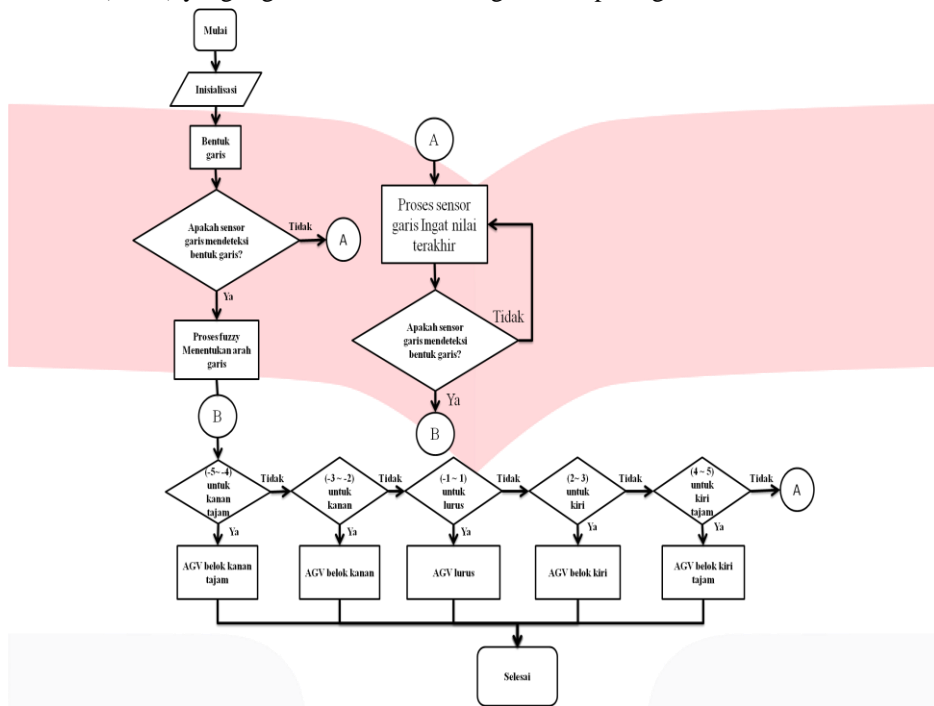 Mulai
Inisialisasi
Bentuk
garis
Apakah sensor
garis mendeteksi
bentuk garis?
Tidak
A
Ya
Proses fuzzy
Menentukan arah
garis
B
A
Proses sensor
garis Ingat nilai
terakhir
Apakah sensor
garis mendeteksi
bentuk garis?
Tidak
Ya
B
(-5~ -4)
untuk
kanan
tajam
Tidak
Ya
(-3 ~ -2)
untuk
kanan
Tidak
Ya
(-1 ~ 1)
untuk
lurus
Tidak
Ya
(2~ 3)
untuk
kiri
Tidak
Ya
(4 ~ 5)
untuk
kiri
tajam
Tidak
Ya
A
AGV belok kanan
tajam
AGV belok kanan
AGV lurus
AGV belok kiri
AGV belok kiri
tajam
Selesai